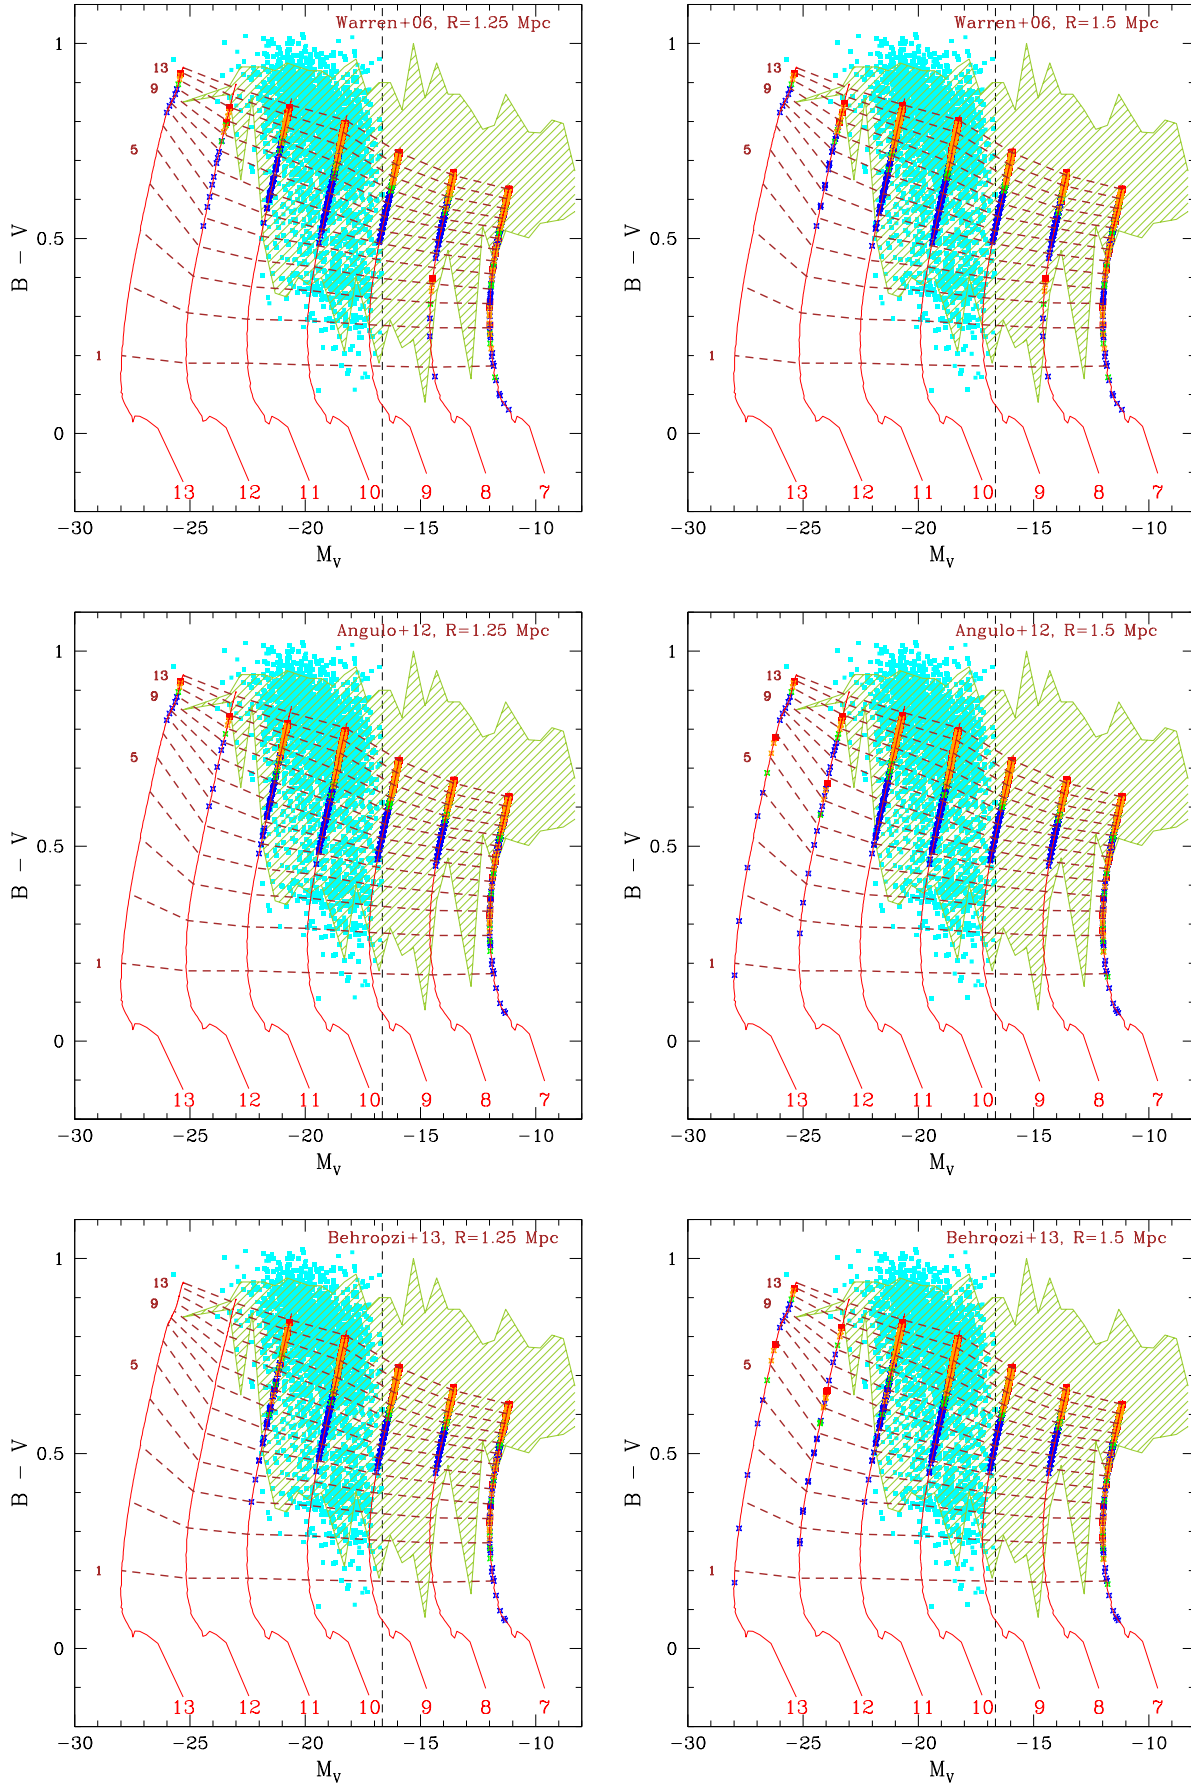 Warren+06, R=1.25 Mpc
1
13
9
5
0.5
1
0
B − V
13 12 11 10 9 8 7
−30 −25 −20 −15 −10
M_V
Warren+06, R=1.5 Mpc
1
13
9
5
0.5
1
0
B − V
13 12 11 10 9 8 7
−30 −25 −20 −15 −10
M_V
Angulo+12, R=1.25 Mpc
1
13
9
5
0.5
1
0
B − V
13 12 11 10 9 8 7
−30 −25 −20 −15 −10
M_V
Angulo+12, R=1.5 Mpc
1
13
9
5
0.5
1
0
B − V
13 12 11 10 9 8 7
−30 −25 −20 −15 −10
M_V
Behroozi+13, R=1.25 Mpc
1
13
9
5
0.5
1
0
B − V
13 12 11 10 9 8 7
−30 −25 −20 −15 −10
M_V
Behroozi+13, R=1.5 Mpc
1
13
9
5
0.5
1
0
B − V
13 12 11 10 9 8 7
−30 −25 −20 −15 −10
M_V